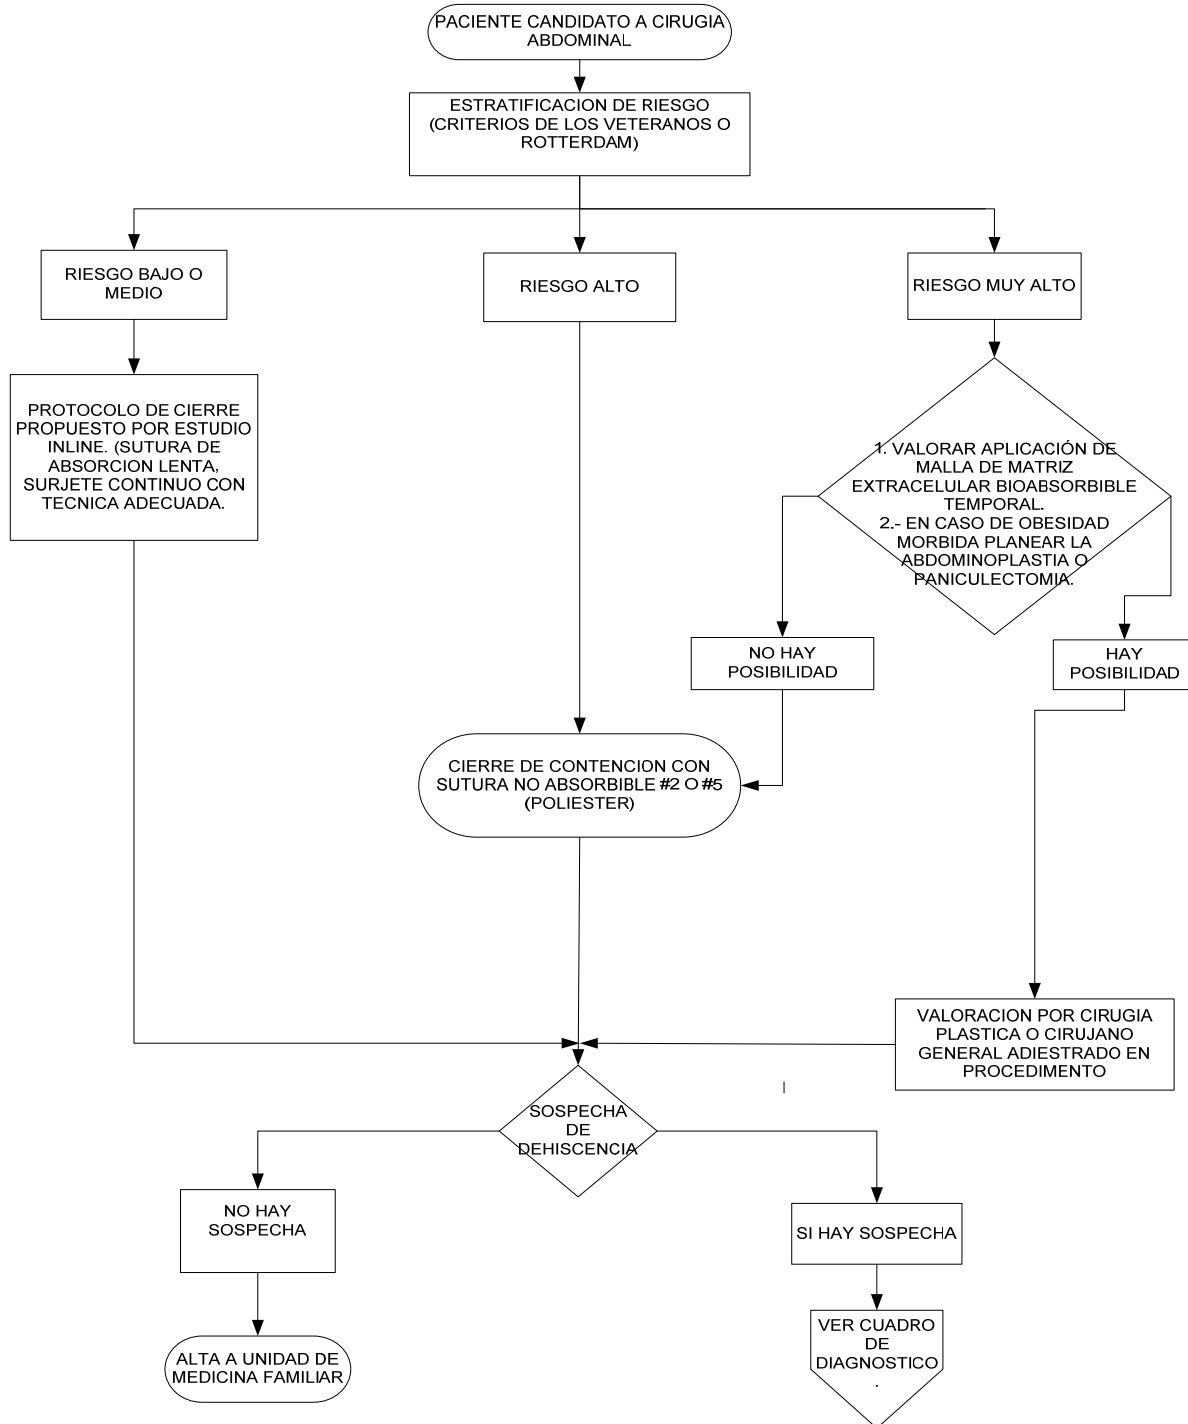 PACIENTE CANDIDATO A CIRUGIA
ABDOMINAL
ESTRATIFICACION DE RIESGO
(CRITERIOS DE LOS VETERANOS O
ROTTERDAM)
RIESGO BAJO O
MEDIO
RIESGO ALTO
RIESGO MUY ALTO
PROTOCOLO DE CIERRE
PROPUESTO POR ESTUDIO
INLINE. (SUTURA DE
ABSORCION LENTA,
SURJETE CONTINUO CON
TECNICA ADECUADA.
1. VALORAR APLICACIÓN DE
MALLA DE MATRIZ
EXTRACELULAR BIOABSORBIBLE
TEMPORAL.
2.- EN CASO DE OBESIDAD
MORBIDA PLANEAR LA
ABDOMINOPLASTIA O
PANICULECTOMIA.
NO HAY
POSIBILIDAD
HAY
POSIBILIDAD
CIERRE DE CONTENCION CON
SUTURA NO ABSORBIBLE #2 O #5
(POLIESTER)
VALORACION POR CIRUGIA
PLASTICA O CIRUJANO
GENERAL ADIESTRADO EN
PROCEDIMENTO
SOSPECHA
DE
DEHISCENCIA
NO HAY
SOSPECHA
SI HAY SOSPECHA
ALTA A UNIDAD DE
MEDICINA FAMILIAR
VER CUADRO
DE
DIAGNOSTICO
.